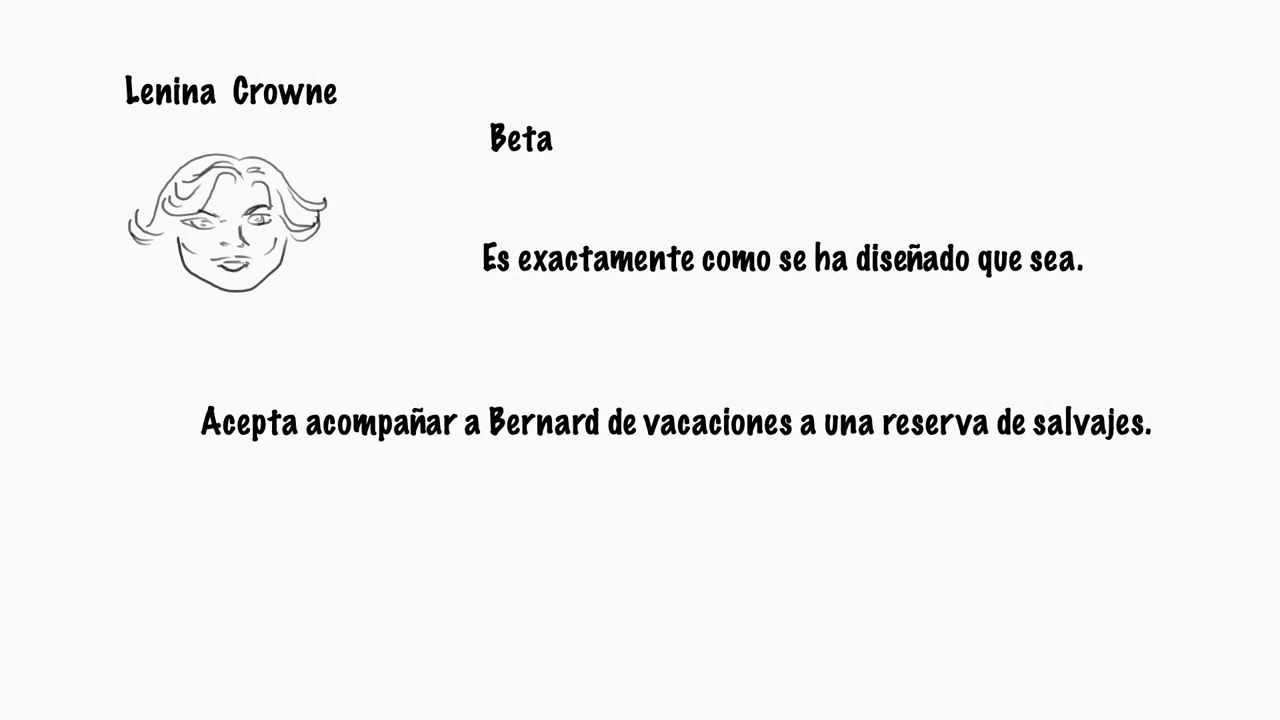 Lenina Crowne
Beta
Es exactamente como se ha diseñado que sea.
Acepta acompañar a Bernard de vacaciones a una reserva de salvajes.